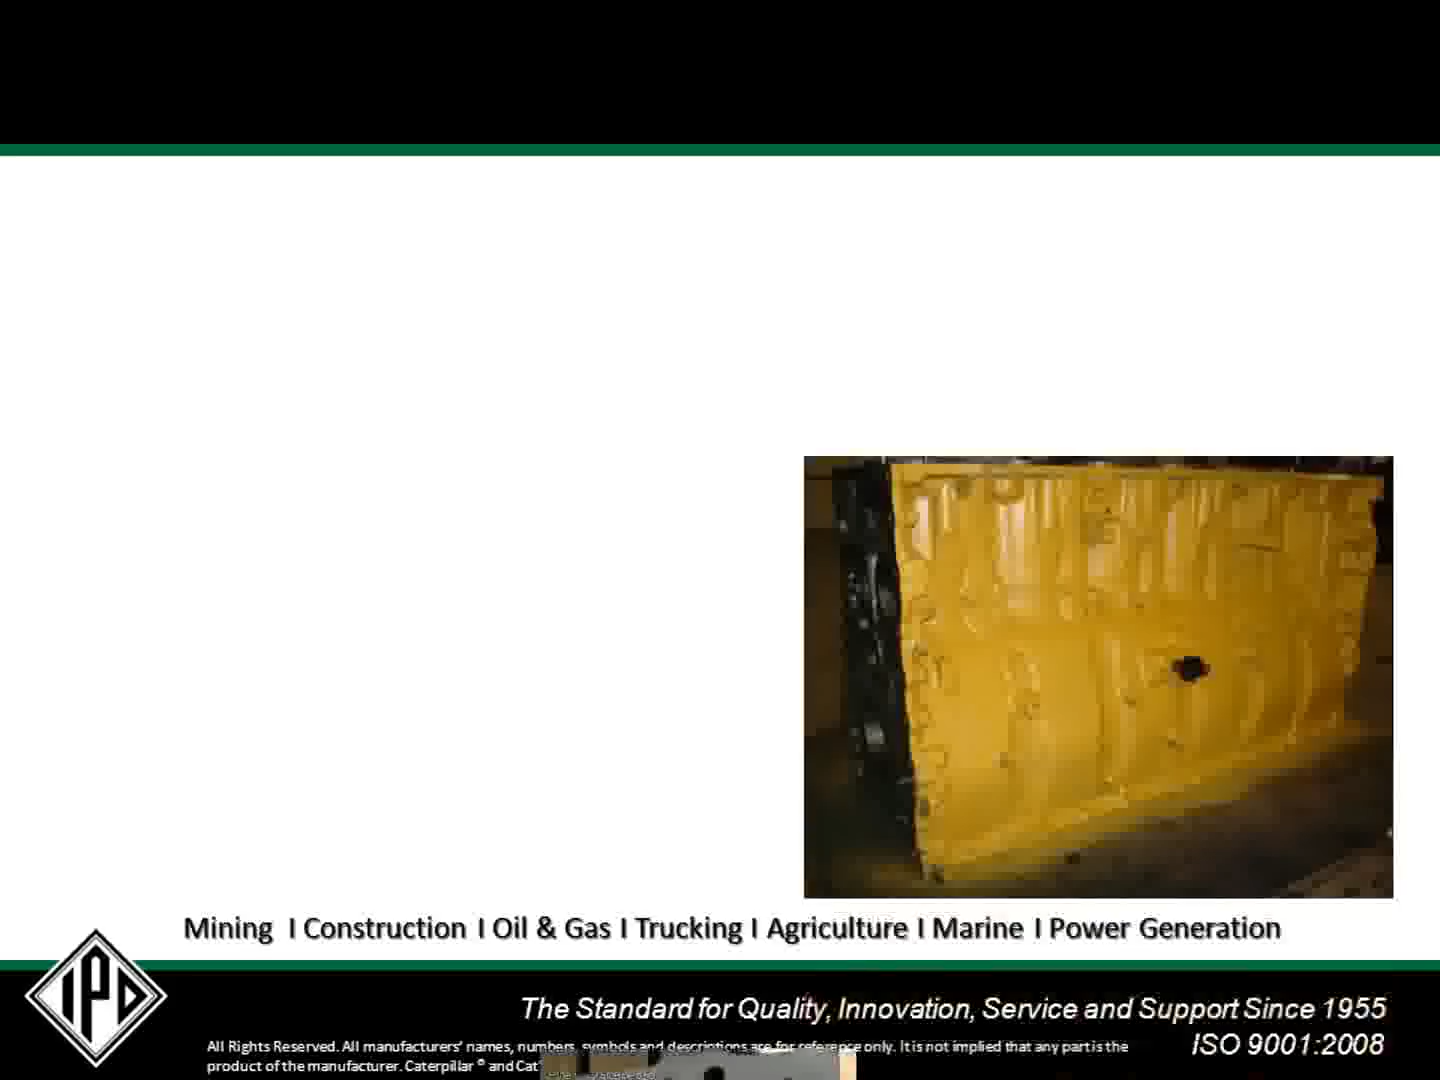 Mining I Construction I Oil & Gas I Trucking I Agriculture I Marine I Power Generation
IPD
The Standard for Quality, Innovation, Service and Support Since 1955
ISO 9001:2008
All Rights Reserved. All manufacturers' names, numbers, symbols and descriptions are for reference only. It is not implied that any part is the
product of the manufacturer. Caterpillar ® and Cat